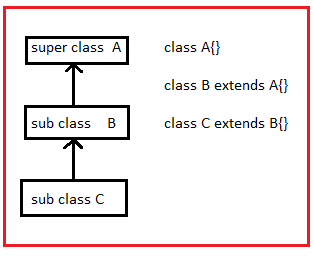 super class A
class A{}
class B extends A{}
sub class B
class C extends B{}
sub class C